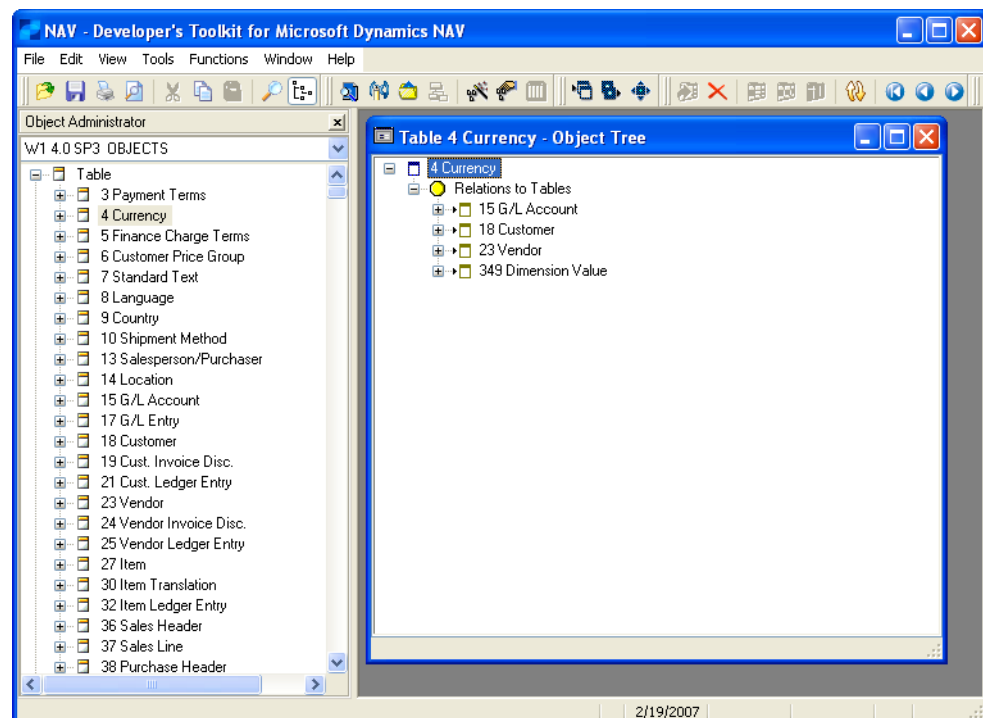 NAV - Developer's Toolkit for Microsoft Dynamics NAV
File Edit View Tools Functions Window Help
Object Administrator
W1 4.0 SP3 OBJECTS
Table
3 Payment Terms
4 Currency
5 Finance Charge Terms
6 Customer Price Group
7 Standard Text
8 Language
9 Country
10 Shipment Method
13 Salesperson/Purchaser
14 Location
15 G/L Account
17 G/L Entry
18 Customer
19 Cust. Invoice Disc.
21 Cust. Ledger Entry
23 Vendor
24 Vendor Invoice Disc.
25 Vendor Ledger Entry
27 Item
30 Item Translation
32 Item Ledger Entry
36 Sales Header
37 Sales Line
38 Purchase Header
Table 4 Currency - Object Tree
4 Currency
Relations to Tables
15 G/L Account
18 Customer
23 Vendor
349 Dimension Value
2/19/2007